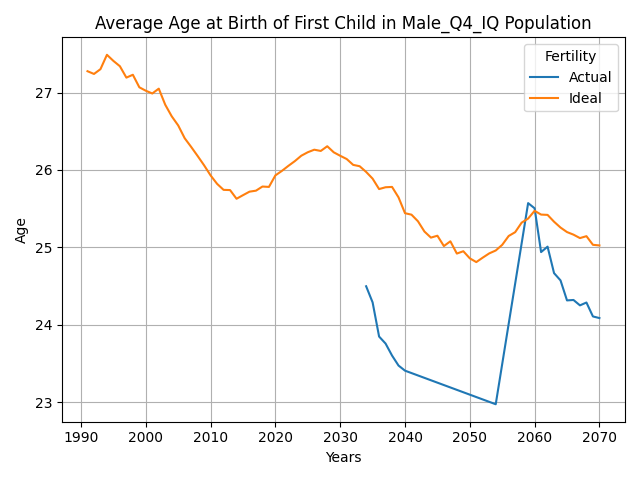 Average Age at Birth of First Child in Male_Q4_IQ Population
Fertility
Actual
Ideal
Age
27
26
25
24
23
1990 2000 2010 2020 2030 2040 2050 2060 2070
Years